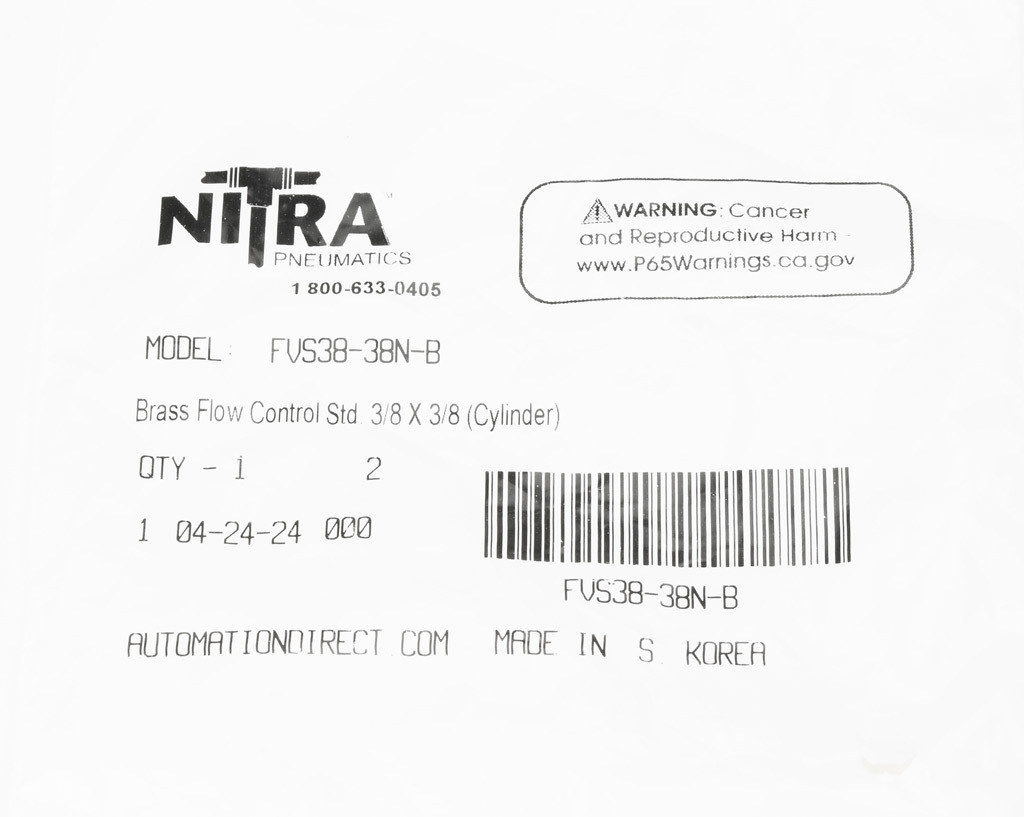 NITRA
PNEUMATICS
1 800-633-0405
WARNING: Cancer
and Reproductive Harm -
www.P65Warnings.ca.gov
MODEL: FVS38-38N-B
Brass Flow Control Std. 3/8 X 3/8 (Cylinder)
QTY - 1 2
1 04-24-24 000
FVS38-38N-B
AUTOMATIONDIRECT.COM MADE IN S. KOREA